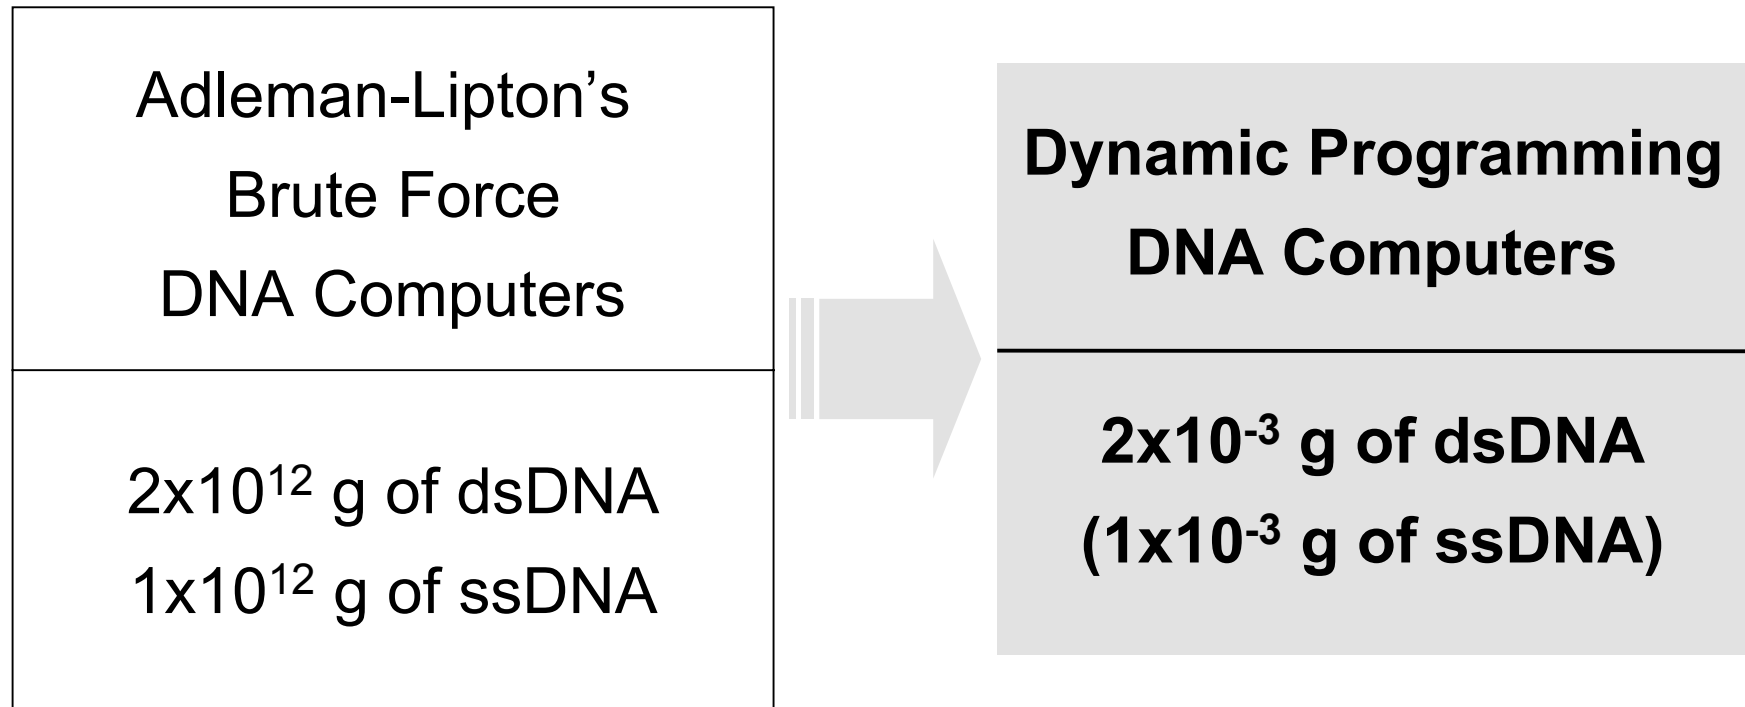 Adleman-Lipton’s
Brute Force
DNA Computers
2x10¹² g of dsDNA
1x10¹² g of ssDNA
Dynamic Programming
DNA Computers
2x10⁻³ g of dsDNA
(1x10⁻³ g of ssDNA)